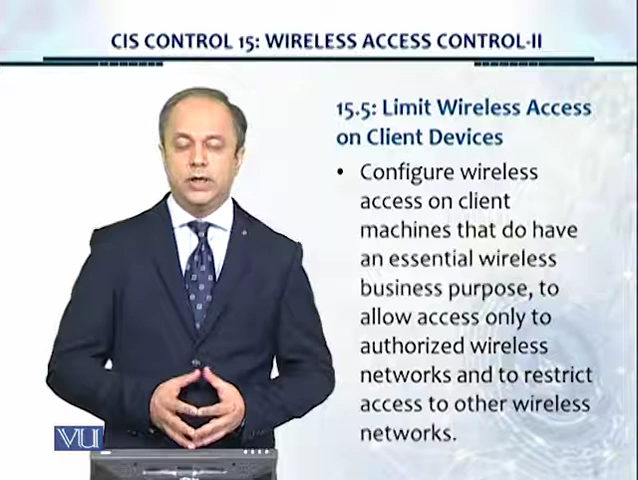 CIS CONTROL 15: WIRELESS ACCESS CONTROL-II
15.5: Limit Wireless Access
on Client Devices
• Configure wireless
access on client
machines that do have
an essential wireless
business purpose, to
allow access only to
authorized wireless
networks and to restrict
access to other wireless
networks.
VU